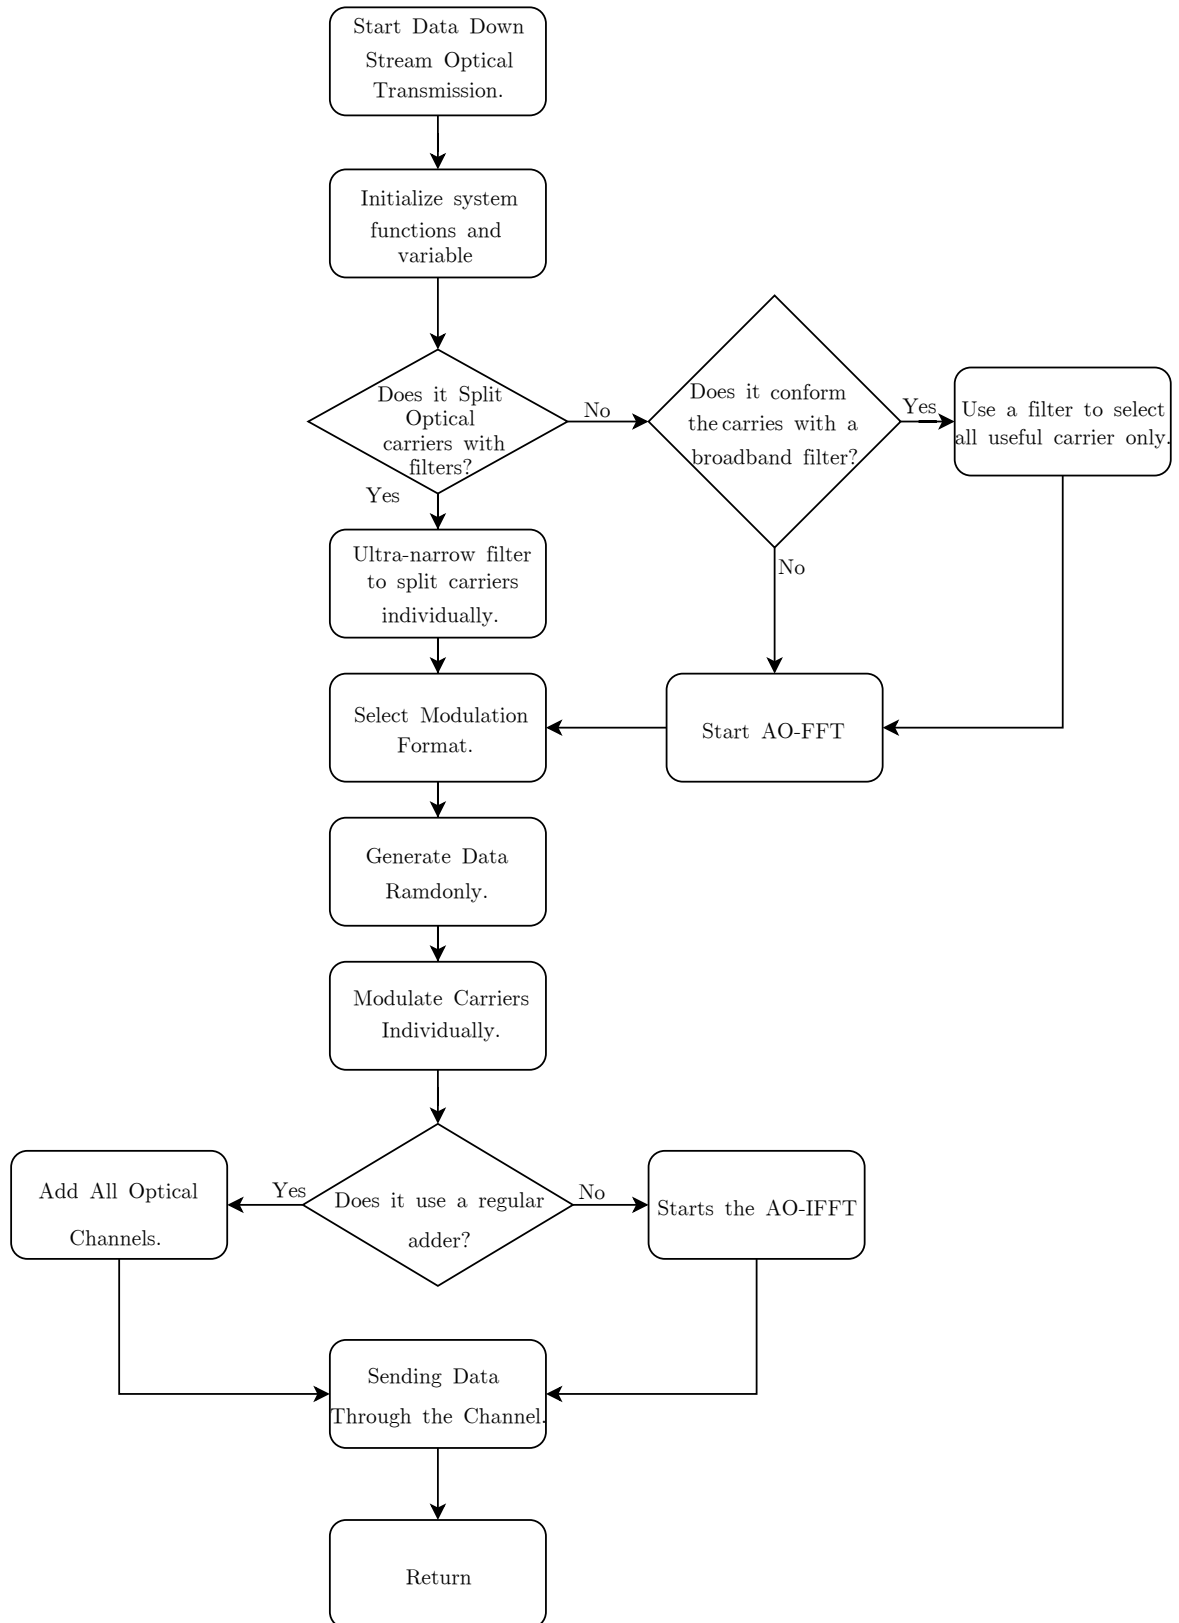 Start Data Down
Stream Optical
Transmission.
Initialize system
functions and
variable
Does it Split
Optical
carriers with
filters?
No
Yes
Does it conform
the carries with a
broadband filter?
Yes
No
Use a filter to select
all useful carrier only.
Ultra-narrow filter
to split carriers
individually.
Select Modulation
Format.
Start AO-FFT
Generate Data
Ramdonly.
Modulate Carriers
Individually.
Does it use a regular
adder?
Yes
No
Add All Optical
Channels.
Starts the AO-IFFT
Sending Data
Through the Channel.
Return